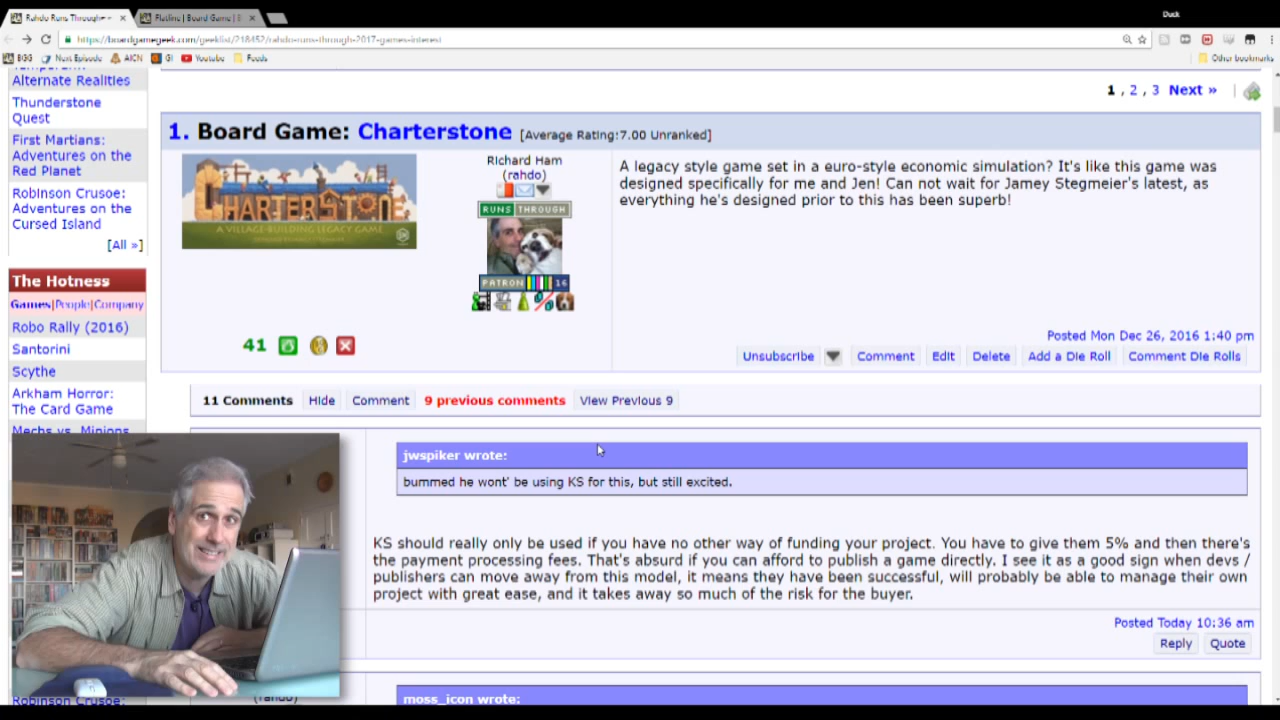 Rahdo Runs Through
Flatline | Board Game |
Duck
https://boardgamegeek.com/geeklist/218452/rahdo-runs-through-2017-games-interest
BGG
Next Episode
AICN
GI
Youtube
Feeds
Other bookmarks
Alternate Realities
Thunderstone
Quest
First Martians:
Adventures on the
Red Planet
Robinson Crusoe:
Adventures on the
Cursed Island
[All »]
The Hotness
Games|People|Company
Robo Rally (2016)
Santorini
Scythe
Arkham Horror:
The Card Game
Mechs vs. Minions
Robinson Crusoe:
1 , 2 , 3 Next »
1. Board Game: Charterstone [Average Rating:7.00 Unranked]
CHARTERSTONE
A VILLAGE-BUILDING LEGACY GAME
Richard Ham
(rahdo)
RUNS THROUGH
PATRON 16
A legacy style game set in a euro-style economic simulation? It's like this game was
designed specifically for me and Jen! Can not wait for Jamey Stegmeier's latest, as
everything he's designed prior to this has been superb!
41
Posted Mon Dec 26, 2016 1:40 pm
Unsubscribe
Comment
Edit
Delete
Add a Die Roll
Comment Die Rolls
11 Comments Hide Comment 9 previous comments View Previous 9
jwspiker wrote:
bummed he wont' be using KS for this, but still excited.
KS should really only be used if you have no other way of funding your project. You have to give them 5% and then there's
the payment processing fees. That's absurd if you can afford to publish a game directly. I see it as a good sign when devs /
publishers can move away from this model, it means they have been successful, will probably be able to manage their own
project with great ease, and it takes away so much of the risk for the buyer.
Posted Today 10:36 am
Reply
Quote
(rahdo)
moss_icon wrote: